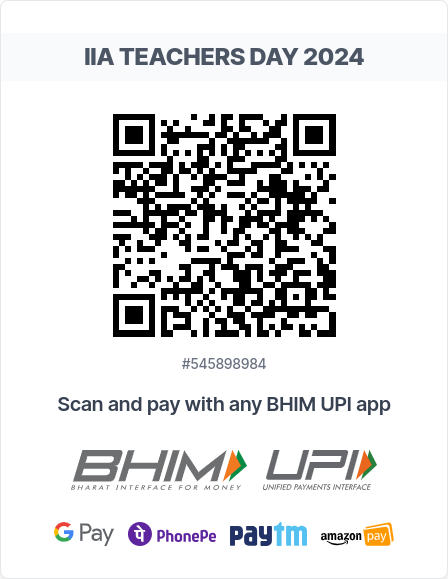 IIA TEACHERS DAY 2024
#545898984
Scan and pay with any BHIM UPI app
BHIM
BHARAT INTERFACE FOR MONEY
UPI
UNIFIED PAYMENTS INTERFACE
G Pay
PhonePe
Paytm
amazon pay